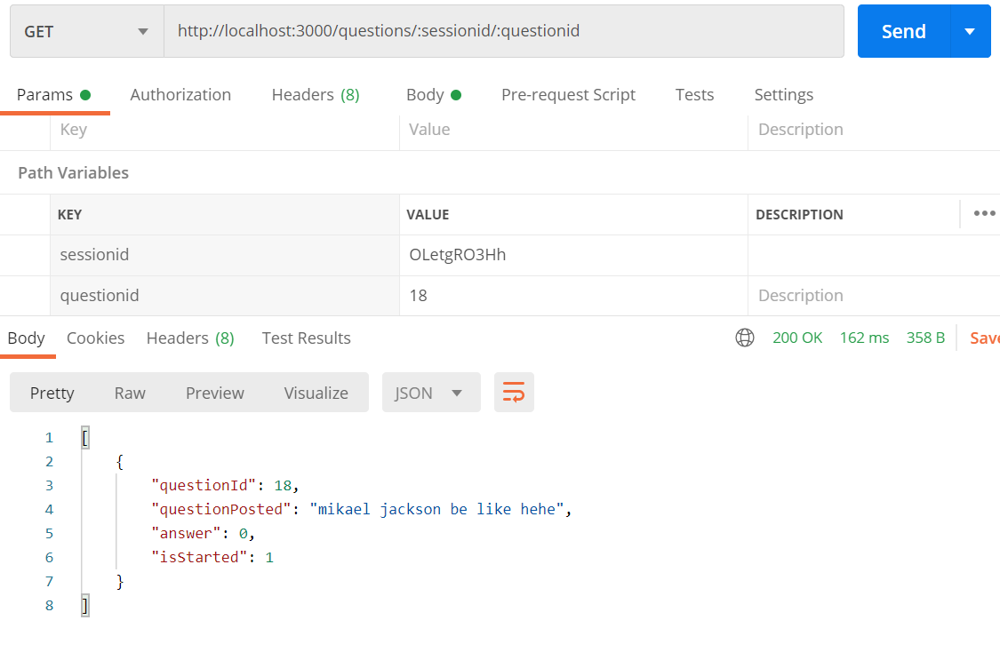 GET http://localhost:3000/questions/:sessionid/:questionid Send
Params Authorization Headers (8) Body Pre-request Script Tests Settings
Key Value Description
Path Variables
KEY VALUE DESCRIPTION
sessionid OLetgRO3Hh
questionid 18 Description
Body Cookies Headers (8) Test Results 200 OK 162 ms 358 B Save
Pretty Raw Preview Visualize JSON
1 [
2 {
3 "questionId": 18,
4 "questionPosted": "mikael jackson be like hehe",
5 "answer": 0,
6 "isStarted": 1
7 }
8 ]